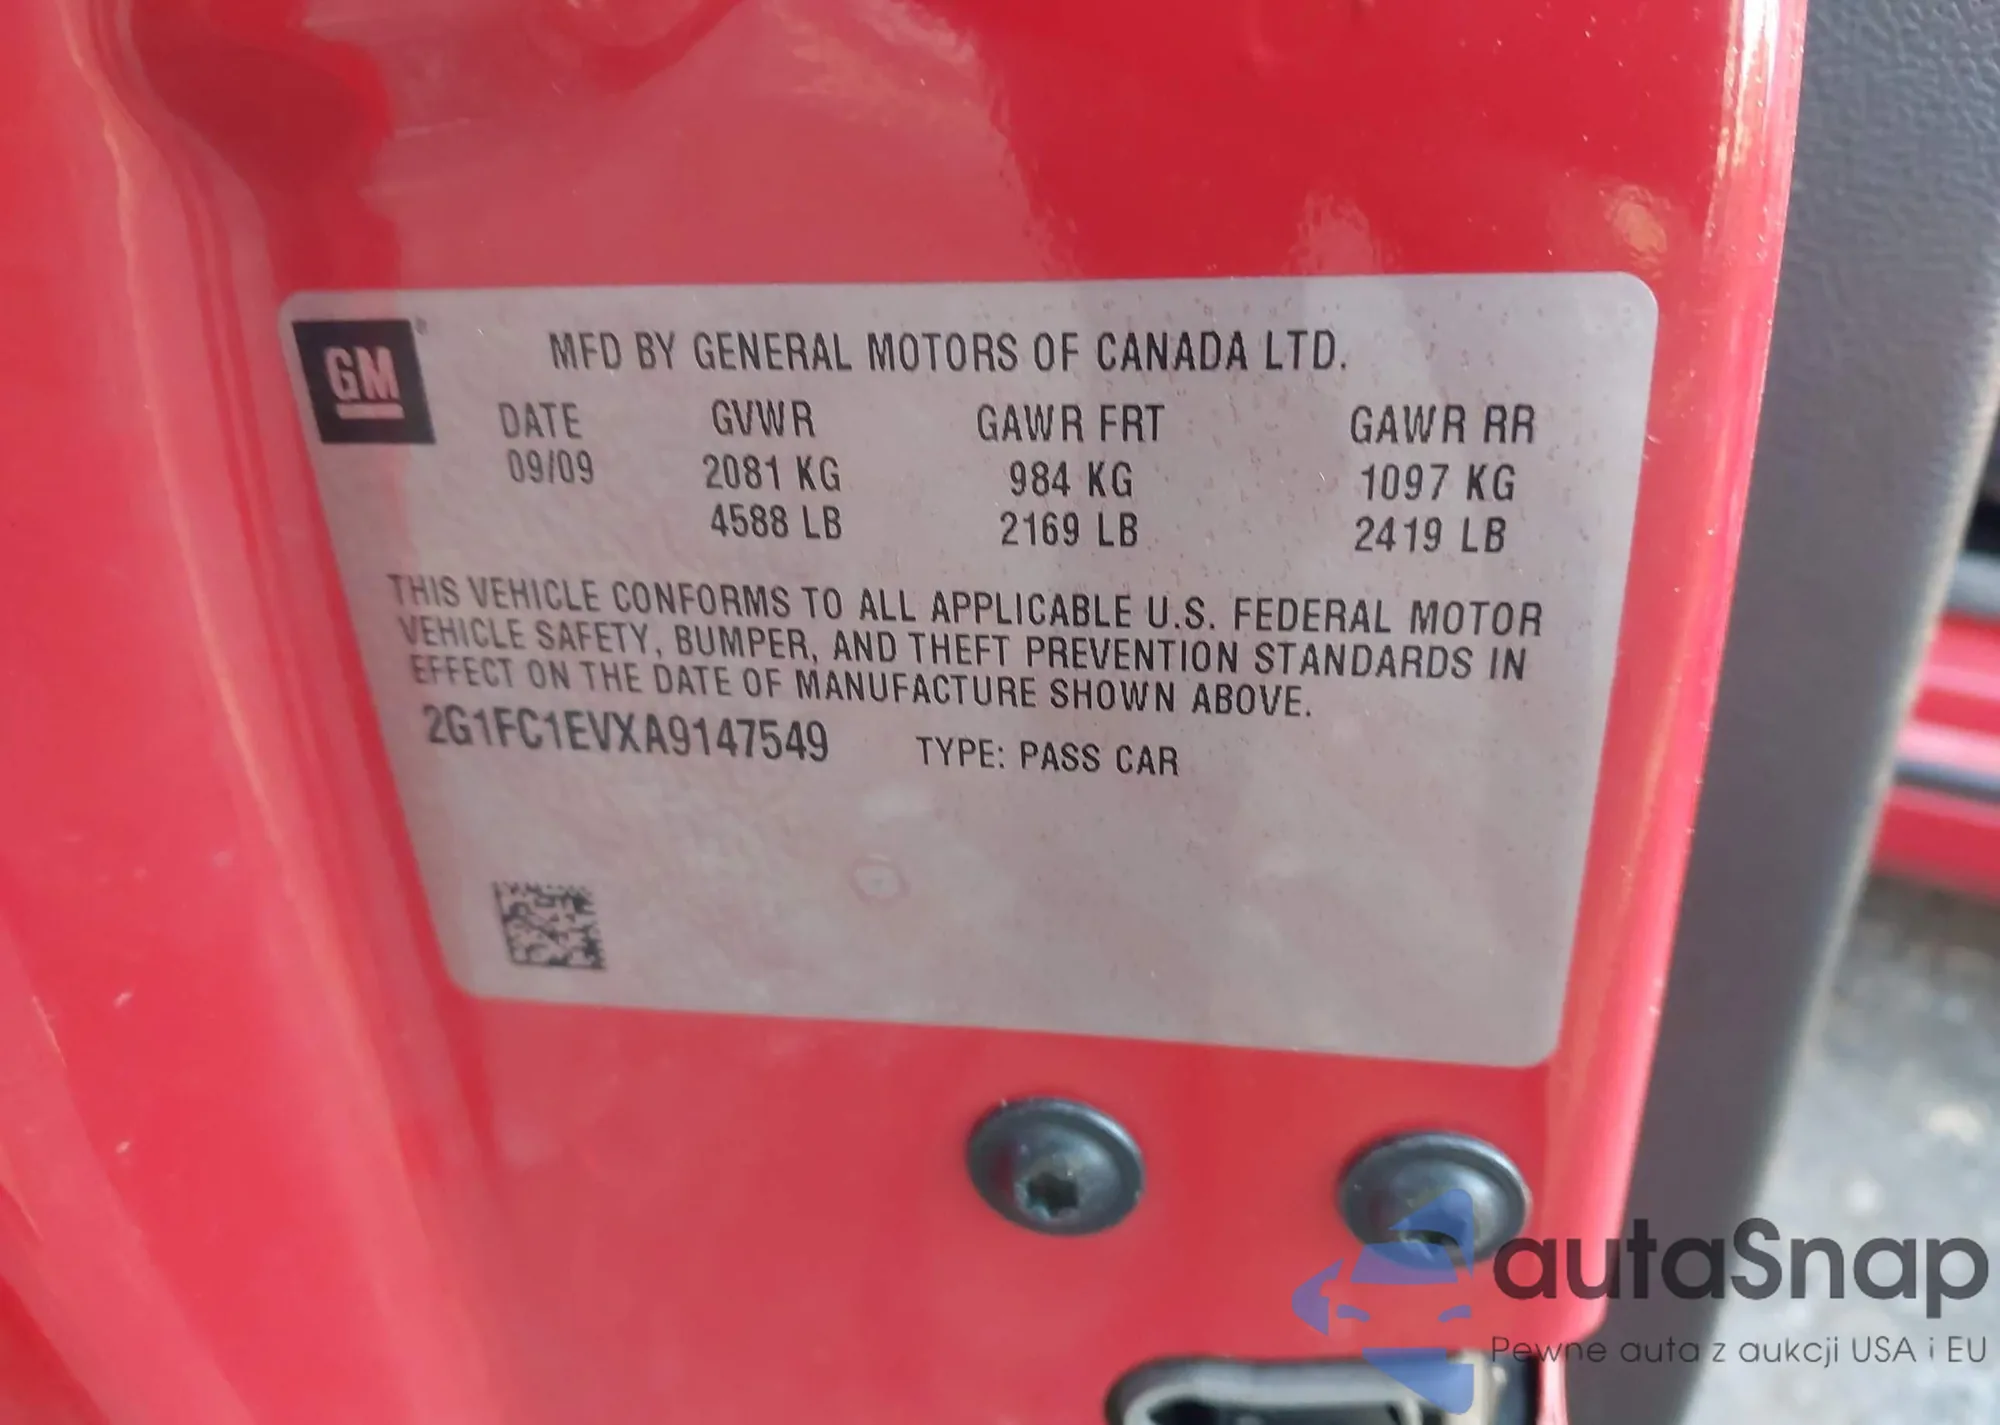 GM
MFD BY GENERAL MOTORS OF CANADA LTD.
DATE GVWR GAWR FRT GAWR RR
09/09 2081 KG 984 KG 1097 KG
4588 LB 2169 LB 2419 LB
THIS VEHICLE CONFORMS TO ALL APPLICABLE U.S. FEDERAL MOTOR
VEHICLE SAFETY, BUMPER, AND THEFT PREVENTION STANDARDS IN
EFFECT ON THE DATE OF MANUFACTURE SHOWN ABOVE.
2G1FC1EVXA9147549 TYPE: PASS CAR
autaSnap
Pewne auta z aukcji USA i EU